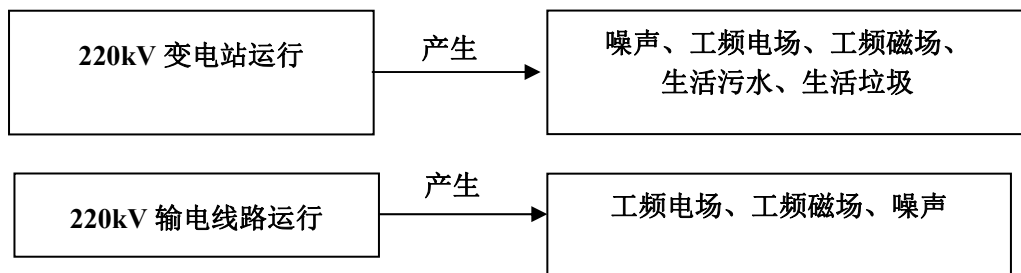 220kV 变电站运行
产生
噪声、工频电场、工频磁场、
生活污水、生活垃圾
220kV 输电线路运行
产生
工频电场、工频磁场、噪声